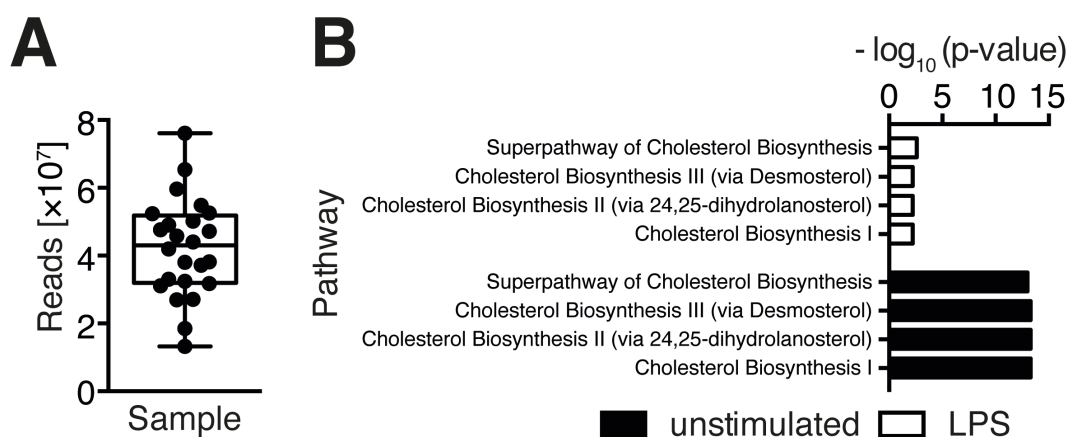 A
Reads [×10⁷]
8
6
4
2
0
Sample
B
- log₁₀ (p-value)
0 5 10 15
Pathway
Superpathway of Cholesterol Biosynthesis
Cholesterol Biosynthesis III (via Desmosterol)
Cholesterol Biosynthesis II (via 24,25-dihydrolanosterol)
Cholesterol Biosynthesis I
Superpathway of Cholesterol Biosynthesis
Cholesterol Biosynthesis III (via Desmosterol)
Cholesterol Biosynthesis II (via 24,25-dihydrolanosterol)
Cholesterol Biosynthesis I
unstimulated LPS